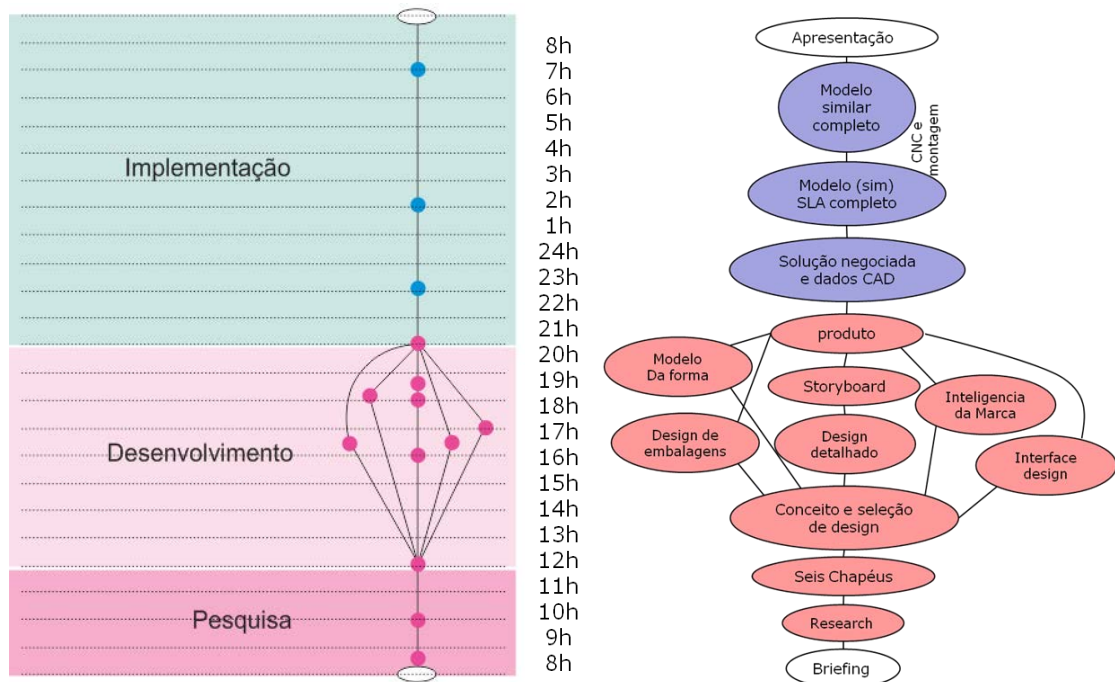 Implementação
Desenvolvimento
Pesquisa
8h
7h
6h
5h
4h
3h
2h
1h
24h
23h
22h
21h
20h
19h
18h
17h
16h
15h
14h
13h
12h
11h
10h
9h
8h
Apresentação
Modelo
similar
completo
CNC e
montagem
Modelo (sim)
SLA completo
Solução negociada
e dados CAD
produto
Modelo
Da forma
Storyboard
Inteligencia
da Marca
Design de
embalagens
Design
detalhado
Interface
design
Conceito e seleção
de design
Seis Chapéus
Research
Briefing